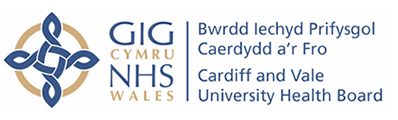 GIG
CYMRU
NHS
WALES
Bwrdd Iechyd Prifysgol
Caerdydd a'r Fro
Cardiff and Vale
University Health Board